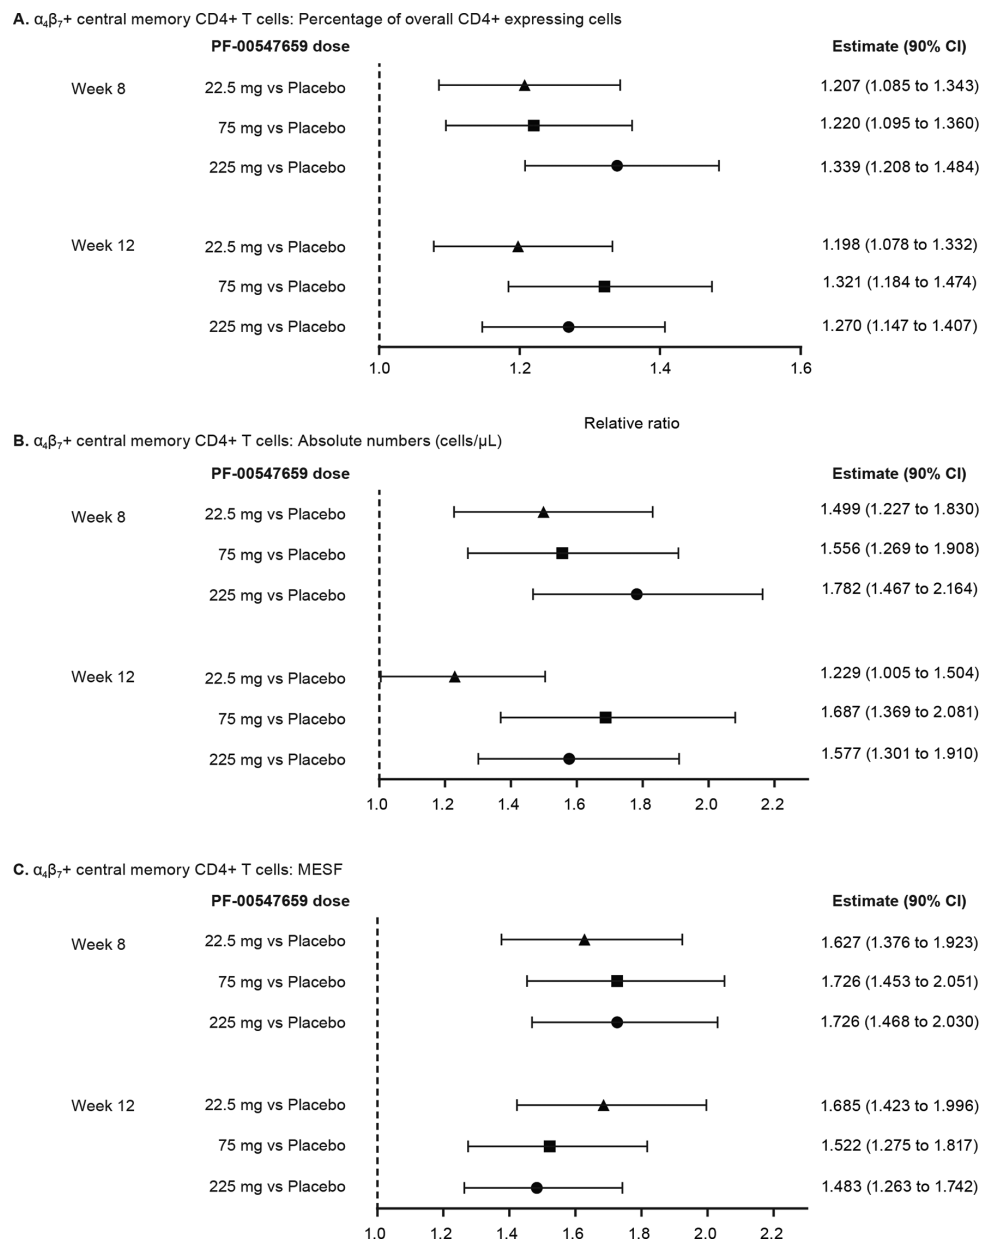 A. α₄β₇+ central memory CD4+ T cells: Percentage of overall CD4+ expressing cells
PF-00547659 dose Estimate (90% CI)
Week 8 22.5 mg vs Placebo 1.207 (1.085 to 1.343)
75 mg vs Placebo 1.220 (1.095 to 1.360)
225 mg vs Placebo 1.339 (1.208 to 1.484)
Week 12 22.5 mg vs Placebo 1.198 (1.078 to 1.332)
75 mg vs Placebo 1.321 (1.184 to 1.474)
225 mg vs Placebo 1.270 (1.147 to 1.407)
1.0 1.2 1.4 1.6
Relative ratio
B. α₄β₇+ central memory CD4+ T cells: Absolute numbers (cells/µL)
PF-00547659 dose Estimate (90% CI)
Week 8 22.5 mg vs Placebo 1.499 (1.227 to 1.830)
75 mg vs Placebo 1.556 (1.269 to 1.908)
225 mg vs Placebo 1.782 (1.467 to 2.164)
Week 12 22.5 mg vs Placebo 1.229 (1.005 to 1.504)
75 mg vs Placebo 1.687 (1.369 to 2.081)
225 mg vs Placebo 1.577 (1.301 to 1.910)
1.0 1.2 1.4 1.6 1.8 2.0 2.2
C. α₄β₇+ central memory CD4+ T cells: MESF
PF-00547659 dose Estimate (90% CI)
Week 8 22.5 mg vs Placebo 1.627 (1.376 to 1.923)
75 mg vs Placebo 1.726 (1.453 to 2.051)
225 mg vs Placebo 1.726 (1.468 to 2.030)
Week 12 22.5 mg vs Placebo 1.685 (1.423 to 1.996)
75 mg vs Placebo 1.522 (1.275 to 1.817)
225 mg vs Placebo 1.483 (1.263 to 1.742)
1.0 1.2 1.4 1.6 1.8 2.0 2.2